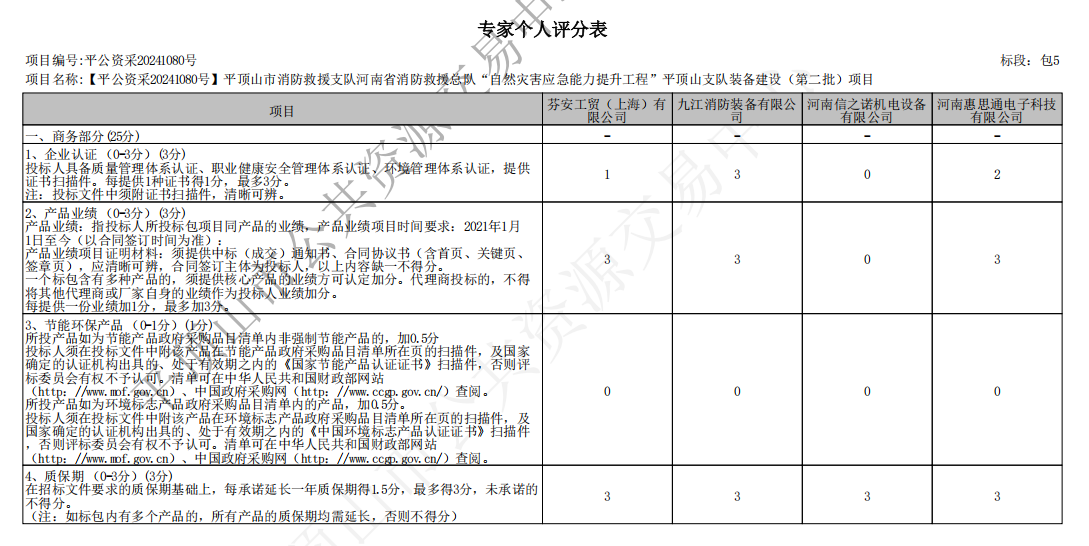 专家个人评分表
项目编号:平公资采20241080号
标段: 包5
项目名称:【平公资采20241080号】平顶山市消防救援支队河南省消防救援总队“自然灾害应急能力提升工程”平顶山支队装备建设（第二批）项目
项目
芬安工贸（上海）有限公司
九江消防装备有限公司
河南信之诺机电设备有限公司
河南惠思通电子科技有限公司
一、商务部分(25分)
－ － － －
1、企业认证（0-3分）(3分)
投标人具备质量管理体系认证、职业健康安全管理体系认证、环境管理体系认证，提供
证书扫描件。每提供1种证书得1分，最多3分。
注：投标文件中须附证书扫描件，清晰可辨。
1 3 0 2
2、产品业绩（0-3分）(3分)
产品业绩：指投标人所投标包项目同产品的业绩，产品业绩项目时间要求：2021年1月
1日至今（以合同签订时间为准）；
产品业绩项目证明材料：须提供中标（成交）通知书、合同协议书（含首页、关键页、
签章页），应清晰可辨，合同签订主体为投标人，以上内容缺一不得分。
一个标包含有多种产品的，须提供核心产品的业绩方可认定加分。代理商投标的，不得
将其他代理商或厂家自身的业绩作为投标人业绩加分。
每提供一份业绩加1分，最多加3分。
3 3 0 3
3、节能环保产品（0-1分）(1分)
所投产品如为节能产品政府采购品目清单内非强制节能产品的，加0.5分
投标人须在投标文件中附该产品在节能产品政府采购品目清单所在页的扫描件，及国家
确定的认证机构出具的、处于有效期之内的《国家节能产品认证证书》扫描件，否则评
标委员会有权不予认可。清单可在中华人民共和国财政部网站
（http：//www.mof.gov.cn）、中国政府采购网（http：//www.ccgp.gov.cn/）查阅。
所投产品如为环境标志产品政府采购品目清单内的产品，加0.5分。
投标人须在投标文件中附该产品在环境标志产品政府采购品目清单所在页的扫描件，及
国家确定的认证机构出具的、处于有效期之内的《中国环境标志产品认证证书》扫描件
，否则评标委员会有权不予认可。清单可在中华人民共和国财政部网站
（http：//www.mof.gov.cn）、中国政府采购网（http：//www.ccgp.gov.cn/）查阅。
0 0 0 0
4、质保期（0-3分）(3分)
在招标文件要求的质保期基础上，每承诺延长一年质保期得1.5分，最多得3分，未承诺的
不得分。
（注：如标包内有多个产品的，所有产品的质保期均需延长，否则不得分）
3 3 3 3
平顶山市公共资源交易中
顶山市公共资源交易中